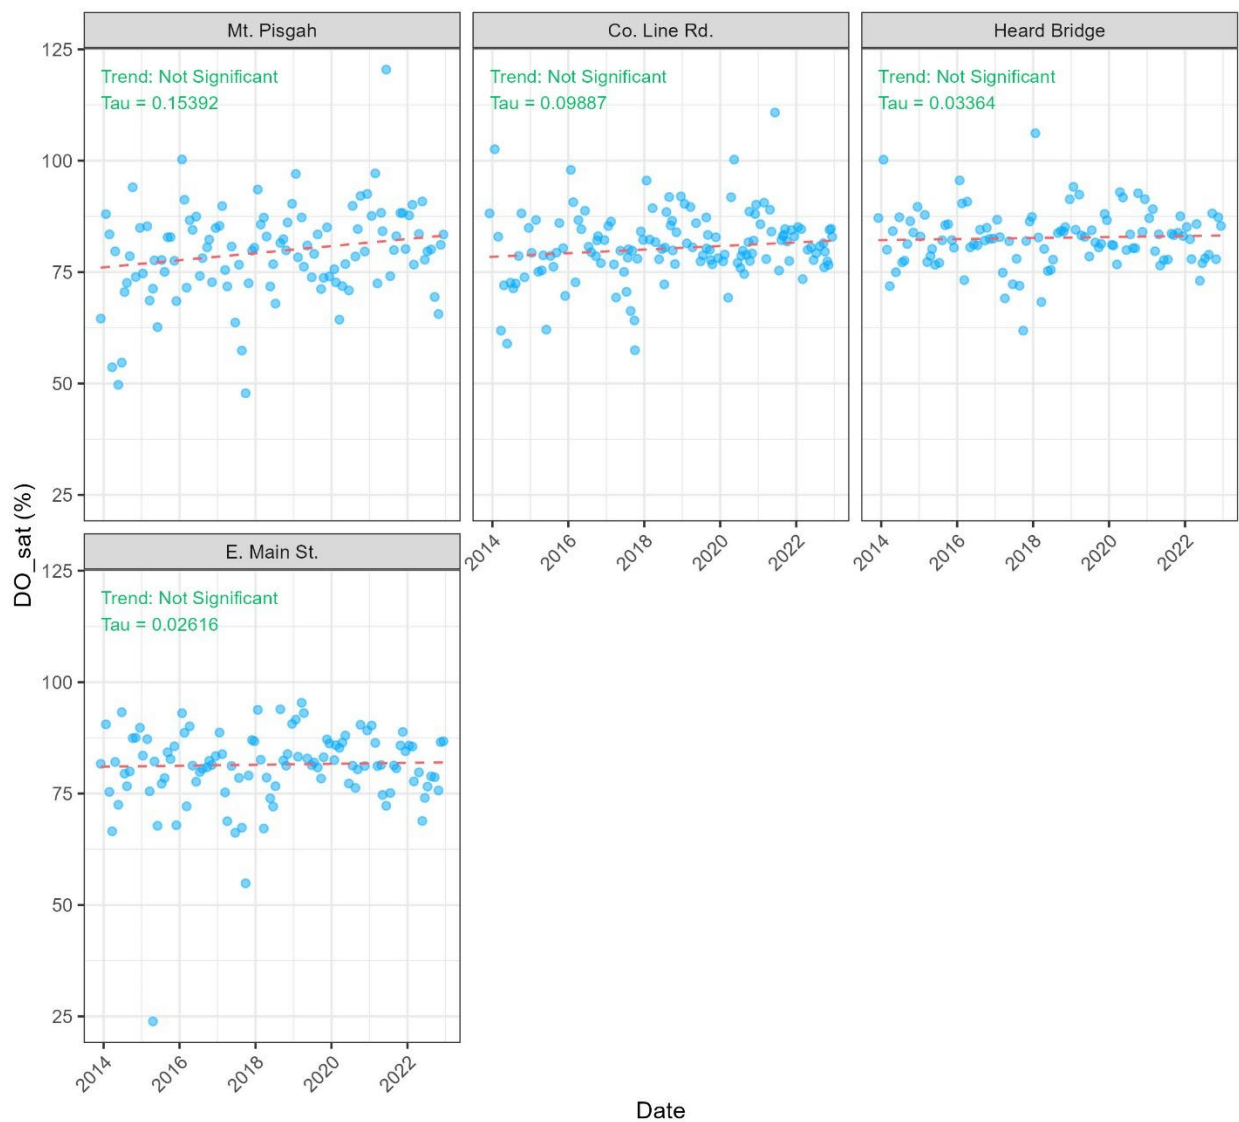 Mt. Pisgah
Co. Line Rd.
Heard Bridge
125
100
75
50
25
Trend: Not Significant
Tau = 0.15392
Trend: Not Significant
Tau = 0.09887
Trend: Not Significant
Tau = 0.03364
2014
2016
2018
2020
2022
2014
2016
2018
2020
2022
DO_sat (%)
E. Main St.
125
100
75
50
25
Trend: Not Significant
Tau = 0.02616
2014
2016
2018
2020
2022
Date